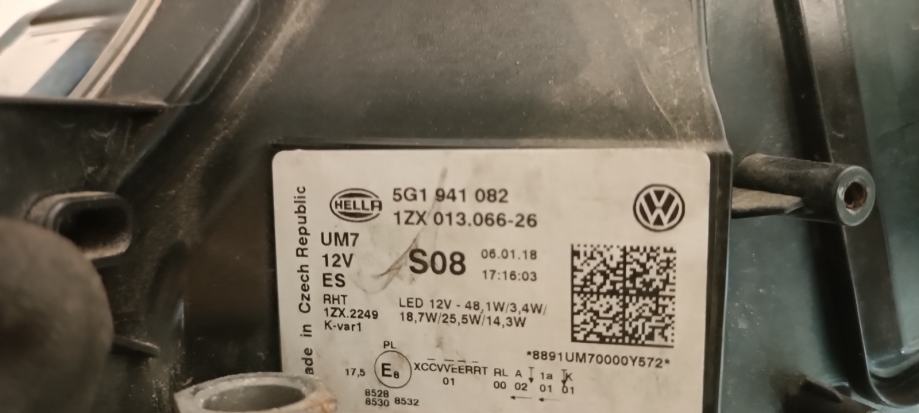 ade in Czech Republic
HELLA
5G1 941 082
1ZX 013.066-26
UM7
12V
ES
S08
06.01.18
17:16:03
RHT
1ZX.2249
K-var1
LED 12V - 48,1W/3,4W/
18,7W/25,5W/14,3W
*8891UM70000Y572*
PL
17,5
E8
XCCVVEERRT RL A 1a K
01 00 02 01 01
8528
8530 8532